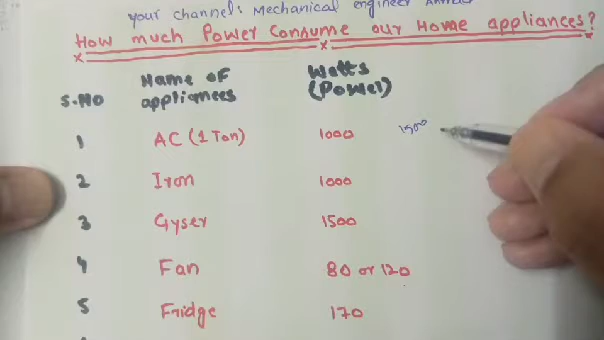 your channel: Mechanical engineer
How much Power Consume our Home appliances?
S.No Name of appliances Watts (Power)
1 AC (1 Ton) 1000 1500
2 Iron 1000
3 Gyser 1500
4 Fan 80 or 120
5 Fridge 170